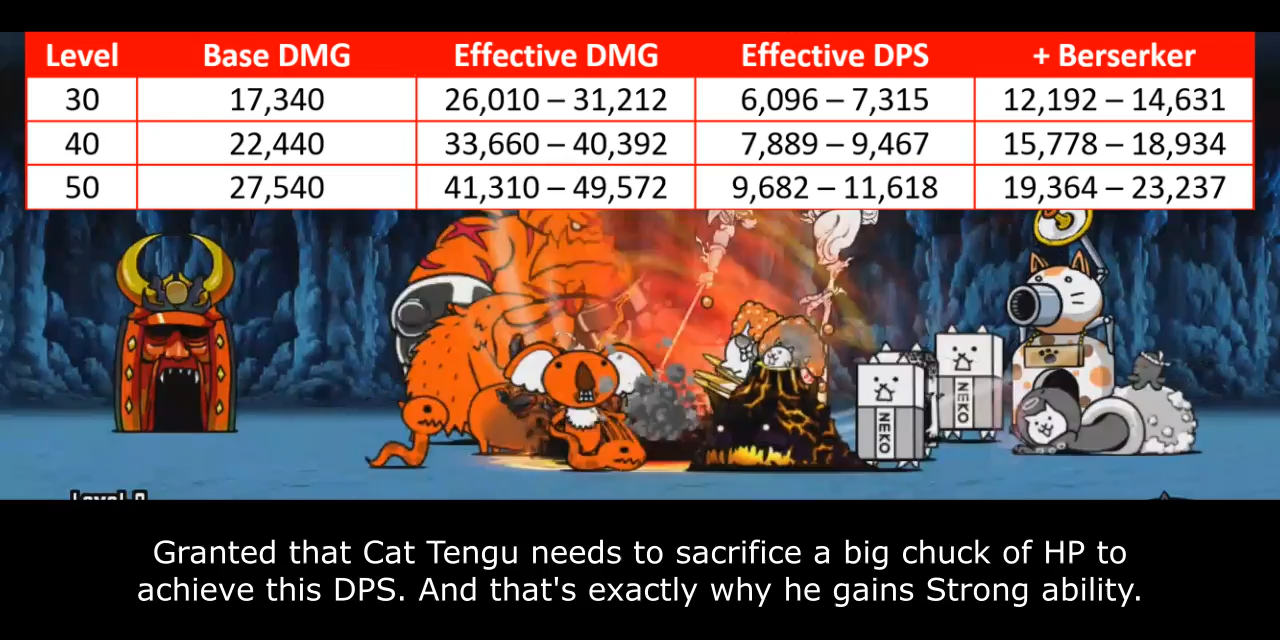 Level Base DMG Effective DMG Effective DPS + Berserker
30 17,340 26,010 – 31,212 6,096 – 7,315 12,192 – 14,631
40 22,440 33,660 – 40,392 7,889 – 9,467 15,778 – 18,934
50 27,540 41,310 – 49,572 9,682 – 11,618 19,364 – 23,237
NEKO
NEKO
Granted that Cat Tengu needs to sacrifice a big chuck of HP to
achieve this DPS. And that's exactly why he gains Strong ability.